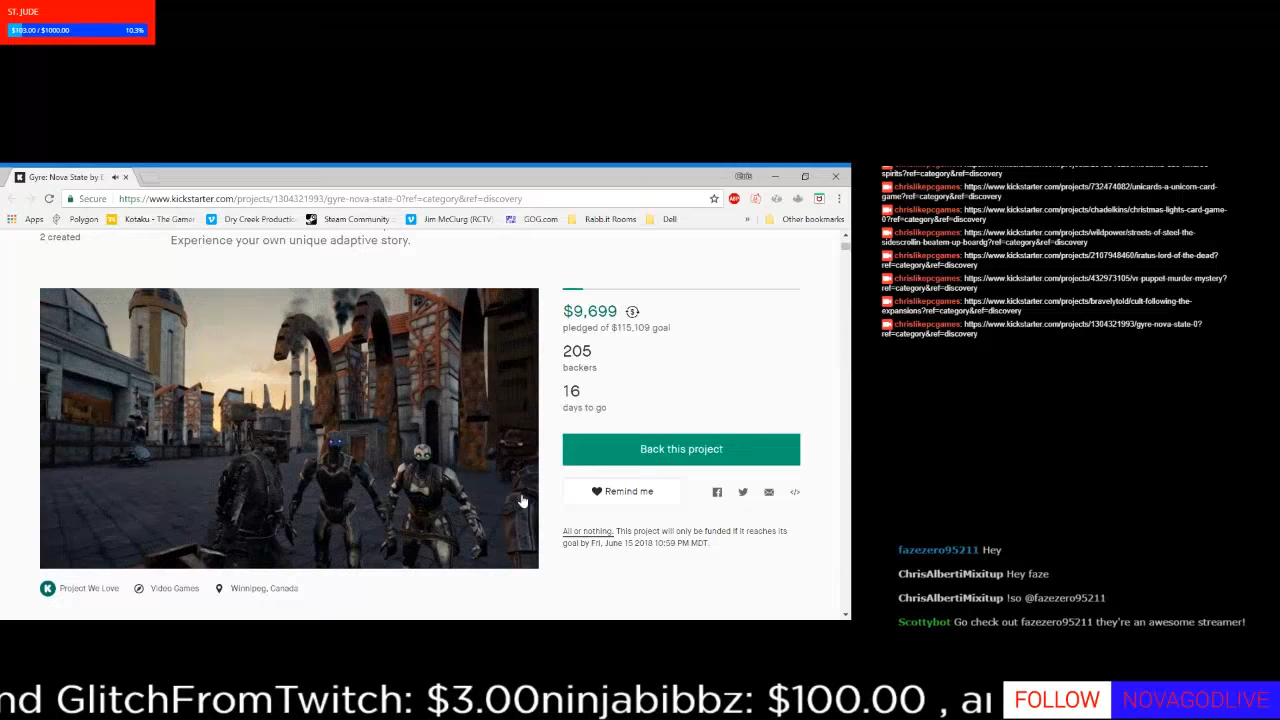 ST. JUDE
$103.00 / $1000.00 10.3%
Gyre: Nova State by E
Chris
Secure https://www.kickstarter.com/projects/1304321993/gyre-nova-state-0?ref=category&ref=discovery
Apps Polygon Kotaku - The Gamer Dry Creek Production Steam Community Jim McClurg (RCTV) GOG.com Rabb.it Rooms Dell » Other bookmarks
2 created
Experience your own unique adaptive story.
$9,699
pledged of $115,109 goal
205
backers
16
days to go
Back this project
Remind me
All or nothing. This project will only be funded if it reaches its
goal by Fri, June 15 2018 10:59 PM MDT.
Project We Love Video Games Winnipeg, Canada
spirits?ref=category&ref=discovery
chrislikepcgames: https://www.kickstarter.com/projects/732474082/unicards-a-unicorn-card-
game?ref=category&ref=discovery
chrislikepcgames: https://www.kickstarter.com/projects/chadelkins/christmas-lights-card-game-
0?ref=category&ref=discovery
chrislikepcgames: https://www.kickstarter.com/projects/wildpower/streets-of-steel-the-
sidescrollin-beatem-up-boardg?ref=category&ref=discovery
chrislikepcgames: https://www.kickstarter.com/projects/2107948460/iratus-lord-of-the-dead?
ref=category&ref=discovery
chrislikepcgames: https://www.kickstarter.com/projects/432973105/vr-puppet-murder-mystery?
ref=category&ref=discovery
chrislikepcgames: https://www.kickstarter.com/projects/bravelytold/cult-following-the-
expansions?ref=category&ref=discovery
chrislikepcgames: https://www.kickstarter.com/projects/1304321993/gyre-nova-state-0?
ref=category&ref=discovery
fazezero95211 Hey
ChrisAlbertiMixitup Hey faze
ChrisAlbertiMixitup !so @fazezero95211
Scottybot Go check out fazezero95211 they're an awesome streamer!
nd GlitchFromTwitch: $3.00ninjabibbz: $100.00 , an
FOLLOW NOVAGODLIVE